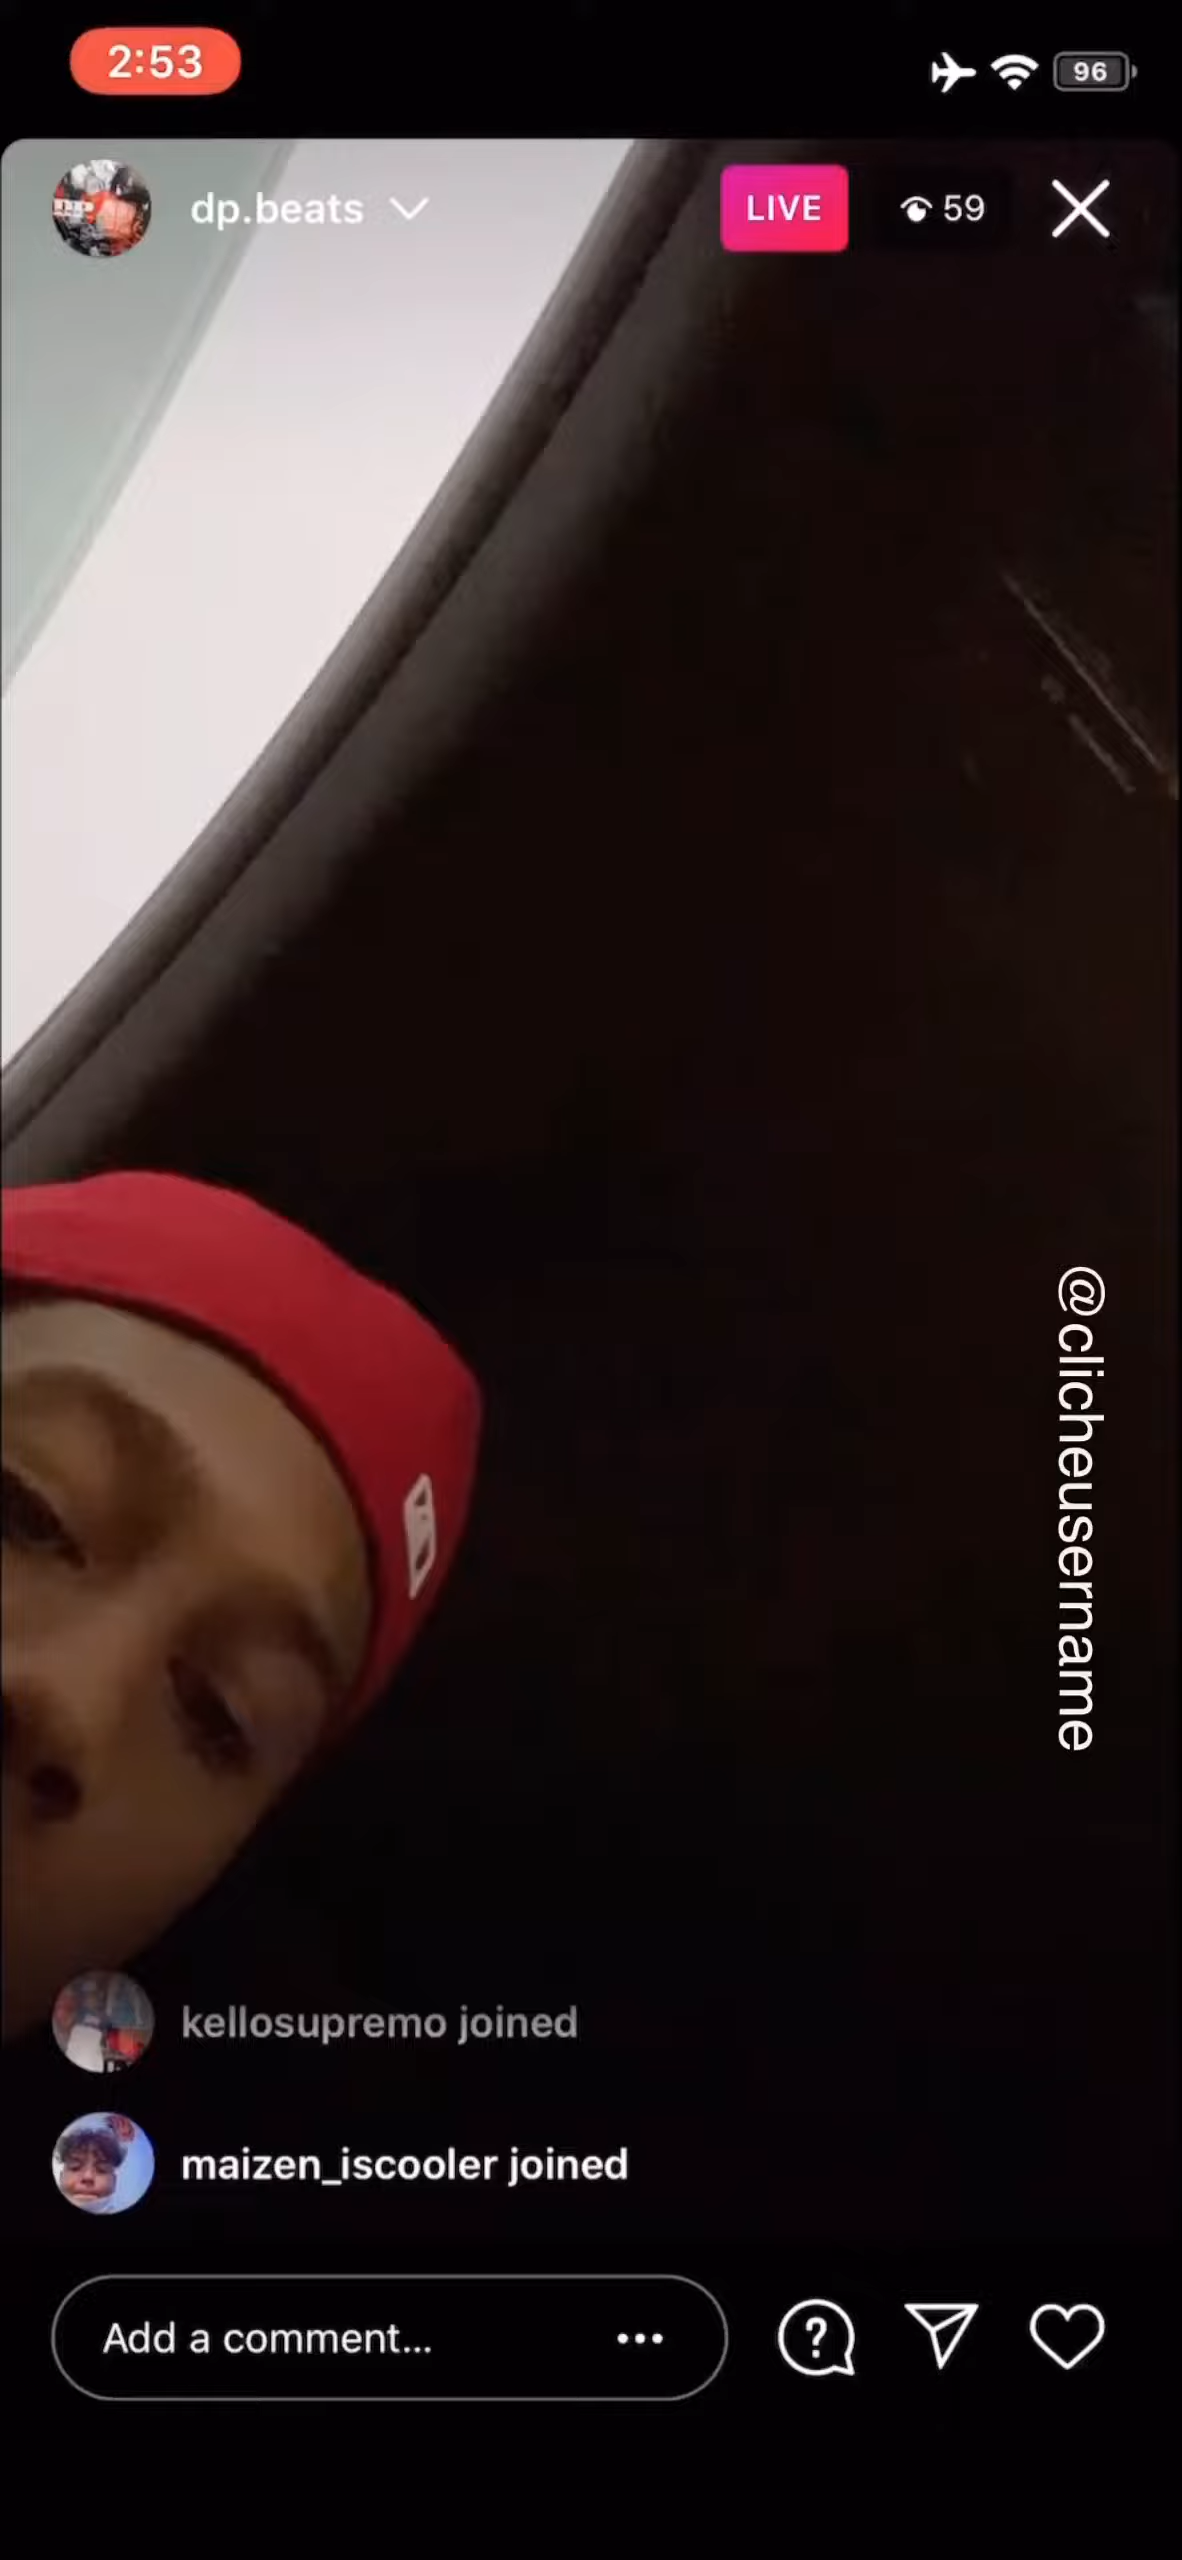 2:53
96
dp.beats
LIVE
59
@clicheusername
kellosupremo joined
maizen_iscooler joined
Add a comment...